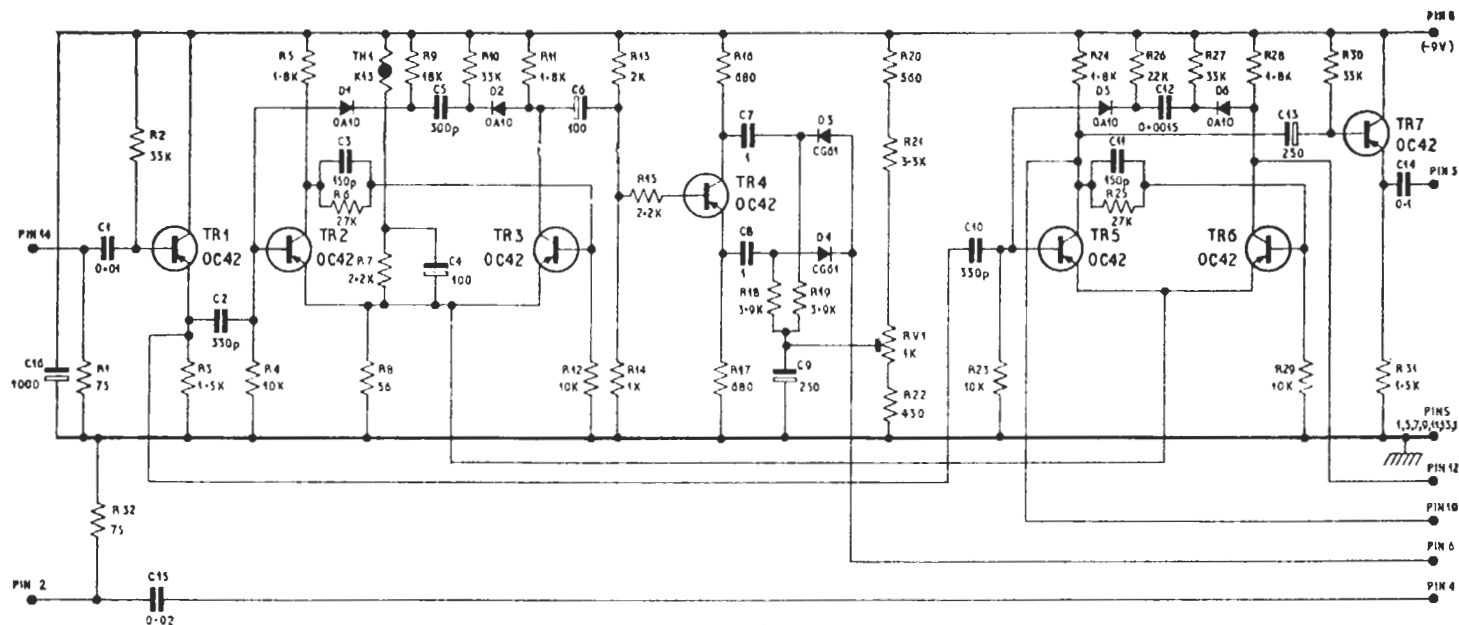 PIN 8
(-9V)
R5
1·8K
TH1
K13
R9
18K
R10
33K
R11
1·8K
R13
2K
R16
680
R20
560
R24
1·8K
R26
22K
R27
33K
R28
1·8K
R30
33K
D1
OA10
C5
300p
D2
OA10
C6
100
C7
1
D3
CG61
D5
OA10
C12
0·0015
D6
OA10
C13
250
TR7
OC42
R2
33K
C3
150p
R6
27K
R15
2·2K
TR4
OC42
R21
3·3K
C11
150p
R25
27K
C14
0·1
PIN 3
PIN 14
C1
0·01
TR1
OC42
TR2
OC42
R7
2·2K
C4
100
TR3
OC42
C8
1
D4
CG61
C10
330p
TR5
OC42
TR6
OC42
R18
3·9K
R19
3·9K
C2
330p
RV1
1K
C16
1000
R1
75
R3
1·5K
R4
10K
R8
56
R12
10K
R14
1K
R17
680
C9
250
R22
430
R23
10K
R29
10K
R31
1·5K
PINS
PIN 12
R32
75
PIN 10
PIN 6
PIN 2
C15
0·02
PIN 4